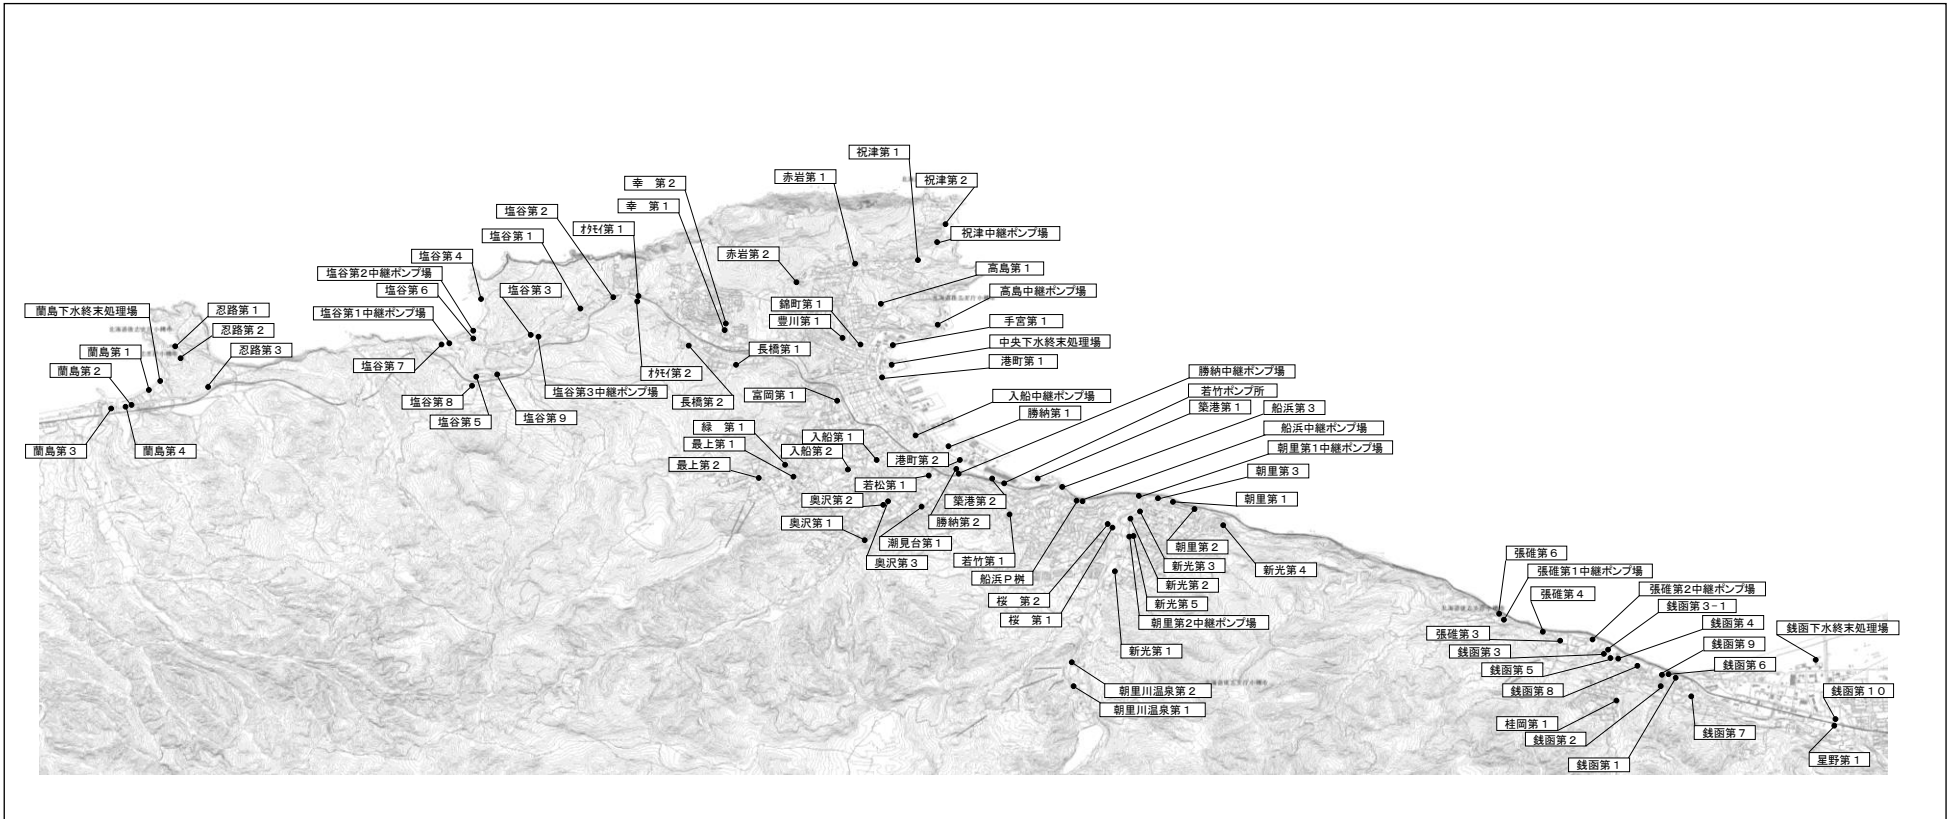 祝津第１
赤岩第１
祝津第２
幸　第２
幸　第１
塩谷第２
ｵﾀﾓｲ第１
塩谷第１
祝津中継ポンプ場
塩谷第４
赤岩第２
塩谷第２中継ポンプ場
高島第１
塩谷第６
塩谷第３
高島中継ポンプ場
蘭島下水終末処理場
忍路第１
塩谷第１中継ポンプ場
錦町第１
豊川第１
手宮第１
忍路第２
中央下水終末処理場
蘭島第１
忍路第３
長橋第１
港町第１
蘭島第２
塩谷第７
ｵﾀﾓｲ第２
勝納中継ポンプ場
塩谷第３中継ポンプ場
若竹ポンプ所
富岡第１
入船中継ポンプ場
塩谷第８
長橋第２
築港第１
船浜第３
勝納第１
塩谷第５
塩谷第９
緑　第１
船浜中継ポンプ場
入船第１
最上第１
朝里第１中継ポンプ場
蘭島第３
蘭島第４
入船第２
港町第２
最上第２
朝里第３
若松第１
奥沢第２
築港第２
朝里第１
奥沢第１
勝納第２
潮見台第１
朝里第２
奥沢第３
若竹第１
新光第３
新光第４
船浜Ｐ桝
新光第２
桜　第２
新光第５
桜　第１
朝里第２中継ポンプ場
新光第１
朝里川温泉第２
朝里川温泉第１
張碓第６
張碓第１中継ポンプ場
張碓第２中継ポンプ場
張碓第４
銭函第３-１
張碓第３
銭函第４
銭函下水終末処理場
銭函第３
銭函第９
銭函第５
銭函第６
銭函第８
銭函第１０
桂岡第１
銭函第２
銭函第７
銭函第１
星野第１